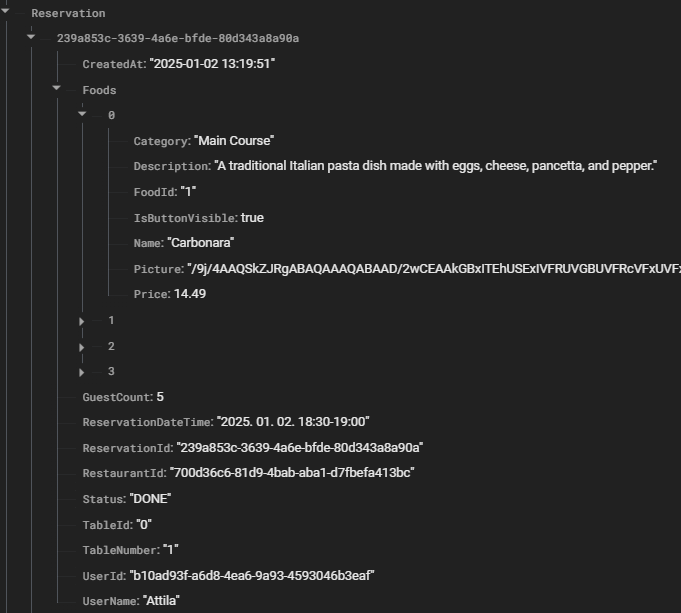 Reservation
239a853c-3639-4a6e-bfde-80d343a8a90a
CreatedAt: "2025-01-02 13:19:51"
Foods
0
Category: "Main Course"
Description: "A traditional Italian pasta dish made with eggs, cheese, pancetta, and pepper."
FoodId: "1"
IsButtonVisible: true
Name: "Carbonara"
Picture: "/9j/4AAQSkZJRgABAQAAAQABAAD/2wCEAAkGBxITEhUSExIVFRUVGBUVFRcVFxUVFx
Price: 14.49
1
2
3
GuestCount: 5
ReservationDateTime: "2025. 01. 02. 18:30-19:00"
ReservationId: "239a853c-3639-4a6e-bfde-80d343a8a90a"
RestaurantId: "700d36c6-81d9-4bab-aba1-d7fbefa413bc"
Status: "DONE"
TableId: "0"
TableNumber: "1"
UserId: "b10ad93f-a6d8-4ea6-9a93-4593046b3eaf"
UserName: "Attila"